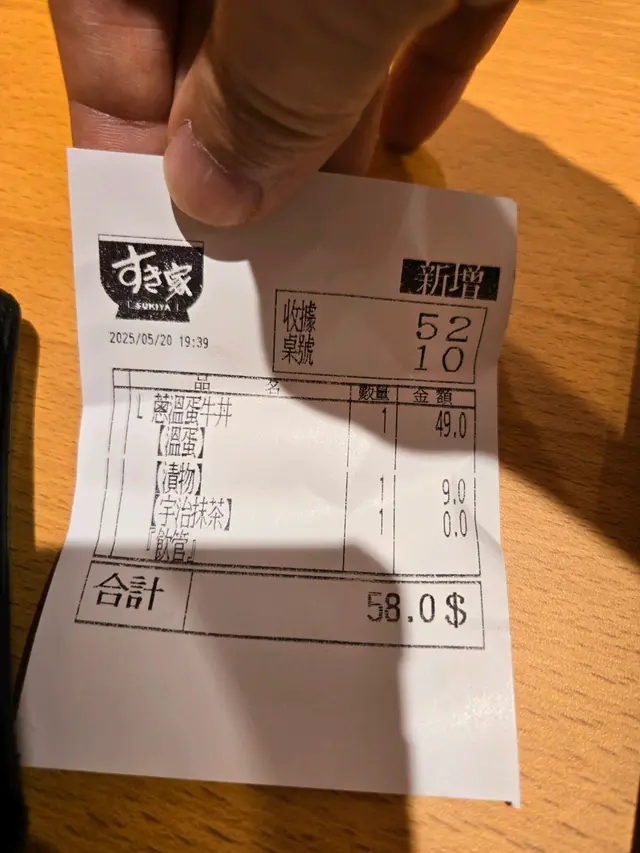 すき家
SUKIYA
新增
2025/05/20 19:39
收據 52
桌號 10
品名 數量 金額
L 蔥溫蛋牛丼 1 49.0
【溫蛋】
【漬物】 1 9.0
【宇治抹茶】 1 0.0
『飲管』
合計 58.0$